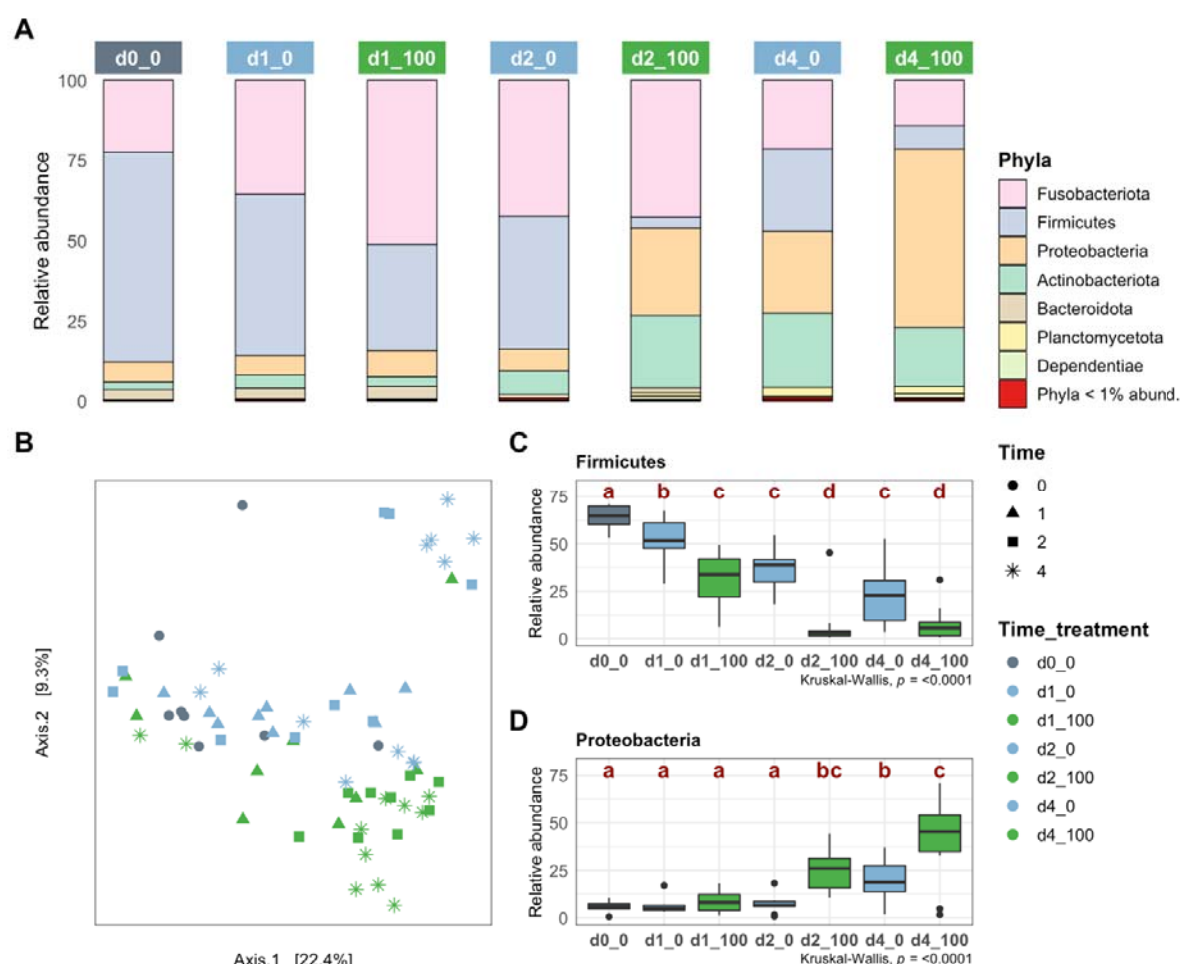 A
d0_0 d1_0 d1_100 d2_0 d2_100 d4_0 d4_100
100
75
50
25
0
Relative abundance
Phyla
Fusobacteriota
Firmicutes
Proteobacteria
Actinobacteriota
Bacteroidota
Planctomycetota
Dependentiae
Phyla < 1% abund.
B
Axis.2 [9.3%]
Axis.1 [22.4%]
C
Firmicutes
a b c c d c d
75
50
25
0
Relative abundance
d0_0 d1_0 d1_100 d2_0 d2_100 d4_0 d4_100
Kruskal-Wallis, p = <0.0001
D
Proteobacteria
a a a a bc b c
75
50
25
0
Relative abundance
d0_0 d1_0 d1_100 d2_0 d2_100 d4_0 d4_100
Kruskal-Wallis, p = <0.0001
Time
0
1
2
4
Time_treatment
d0_0
d1_0
d1_100
d2_0
d2_100
d4_0
d4_100